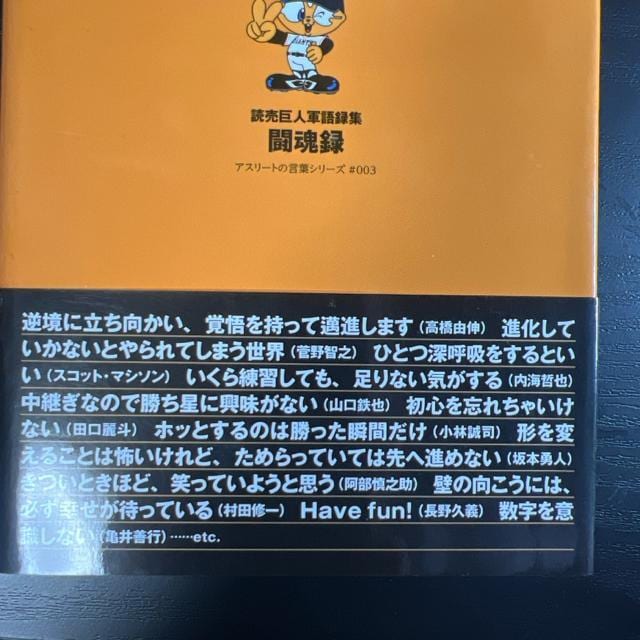 GIANTS
読売巨人軍語録集
闘魂録
アスリートの言葉シリーズ #003
逆境に立ち向かい、覚悟を持って邁進します(高橋由伸) 進化して
いかないとやられてしまう世界(菅野智之) ひとつ深呼吸をするとい
い(スコット・マシソン) いくら練習しても、足りない気がする(内海哲也)
中継ぎなので勝ち星に興味がない(山口鉄也) 初心を忘れちゃいけ
ない(田口麗斗) ホッとするのは勝った瞬間だけ(小林誠司) 形を変
えることは怖いけれど、ためらっていては先へ進めない(坂本勇人)
きついときほど、笑っていようと思う(阿部慎之助) 壁の向こうには、
必ず幸せが待っている(村田修一) Have fun!(長野久義) 数字を意
識しない(亀井善行)……etc.